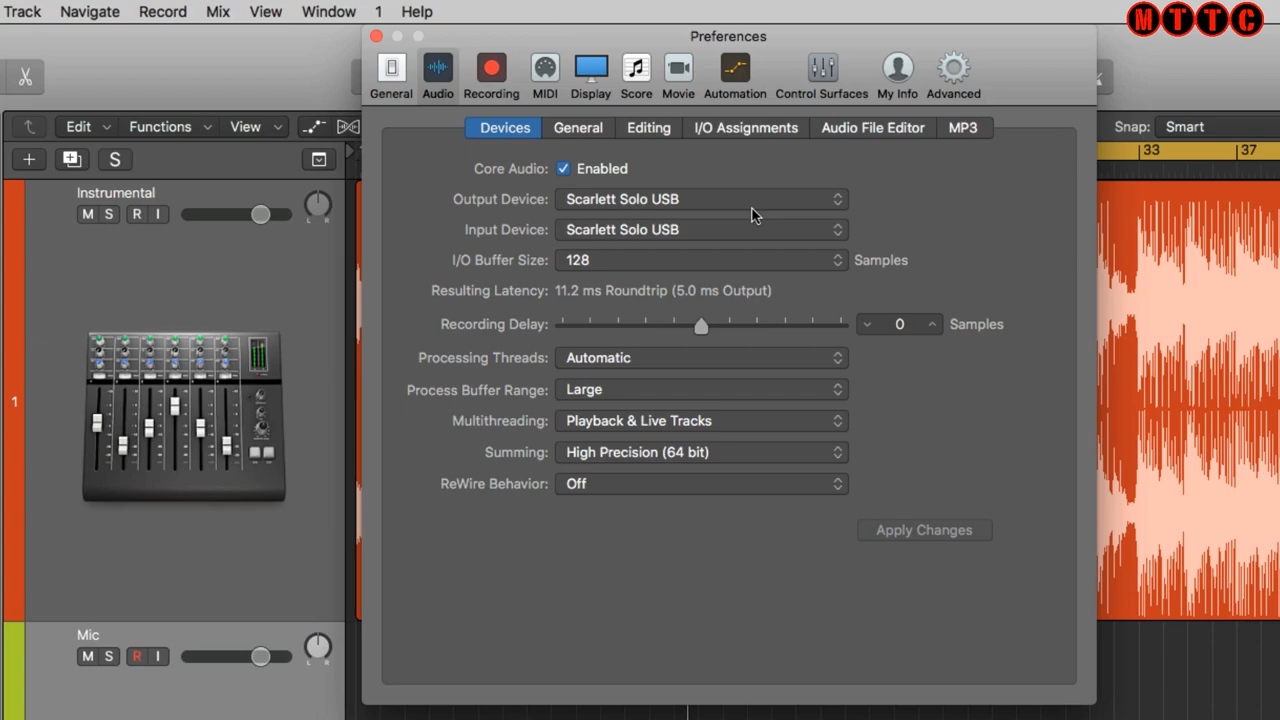 Track Navigate Record Mix View Window 1 Help
MTTC
Preferences
General Audio Recording MIDI Display Score Movie Automation Control Surfaces My Info Advanced
Edit Functions View
Snap: Smart
Devices General Editing I/O Assignments Audio File Editor MP3
S
33 37
Core Audio: Enabled
Instrumental
M S R I
L R
Output Device: Scarlett Solo USB
Input Device: Scarlett Solo USB
I/O Buffer Size: 128 Samples
Resulting Latency: 11.2 ms Roundtrip (5.0 ms Output)
Recording Delay: 0 Samples
Processing Threads: Automatic
Process Buffer Range: Large
1
Multithreading: Playback & Live Tracks
Summing: High Precision (64 bit)
ReWire Behavior: Off
Apply Changes
Mic
M S R I
L R